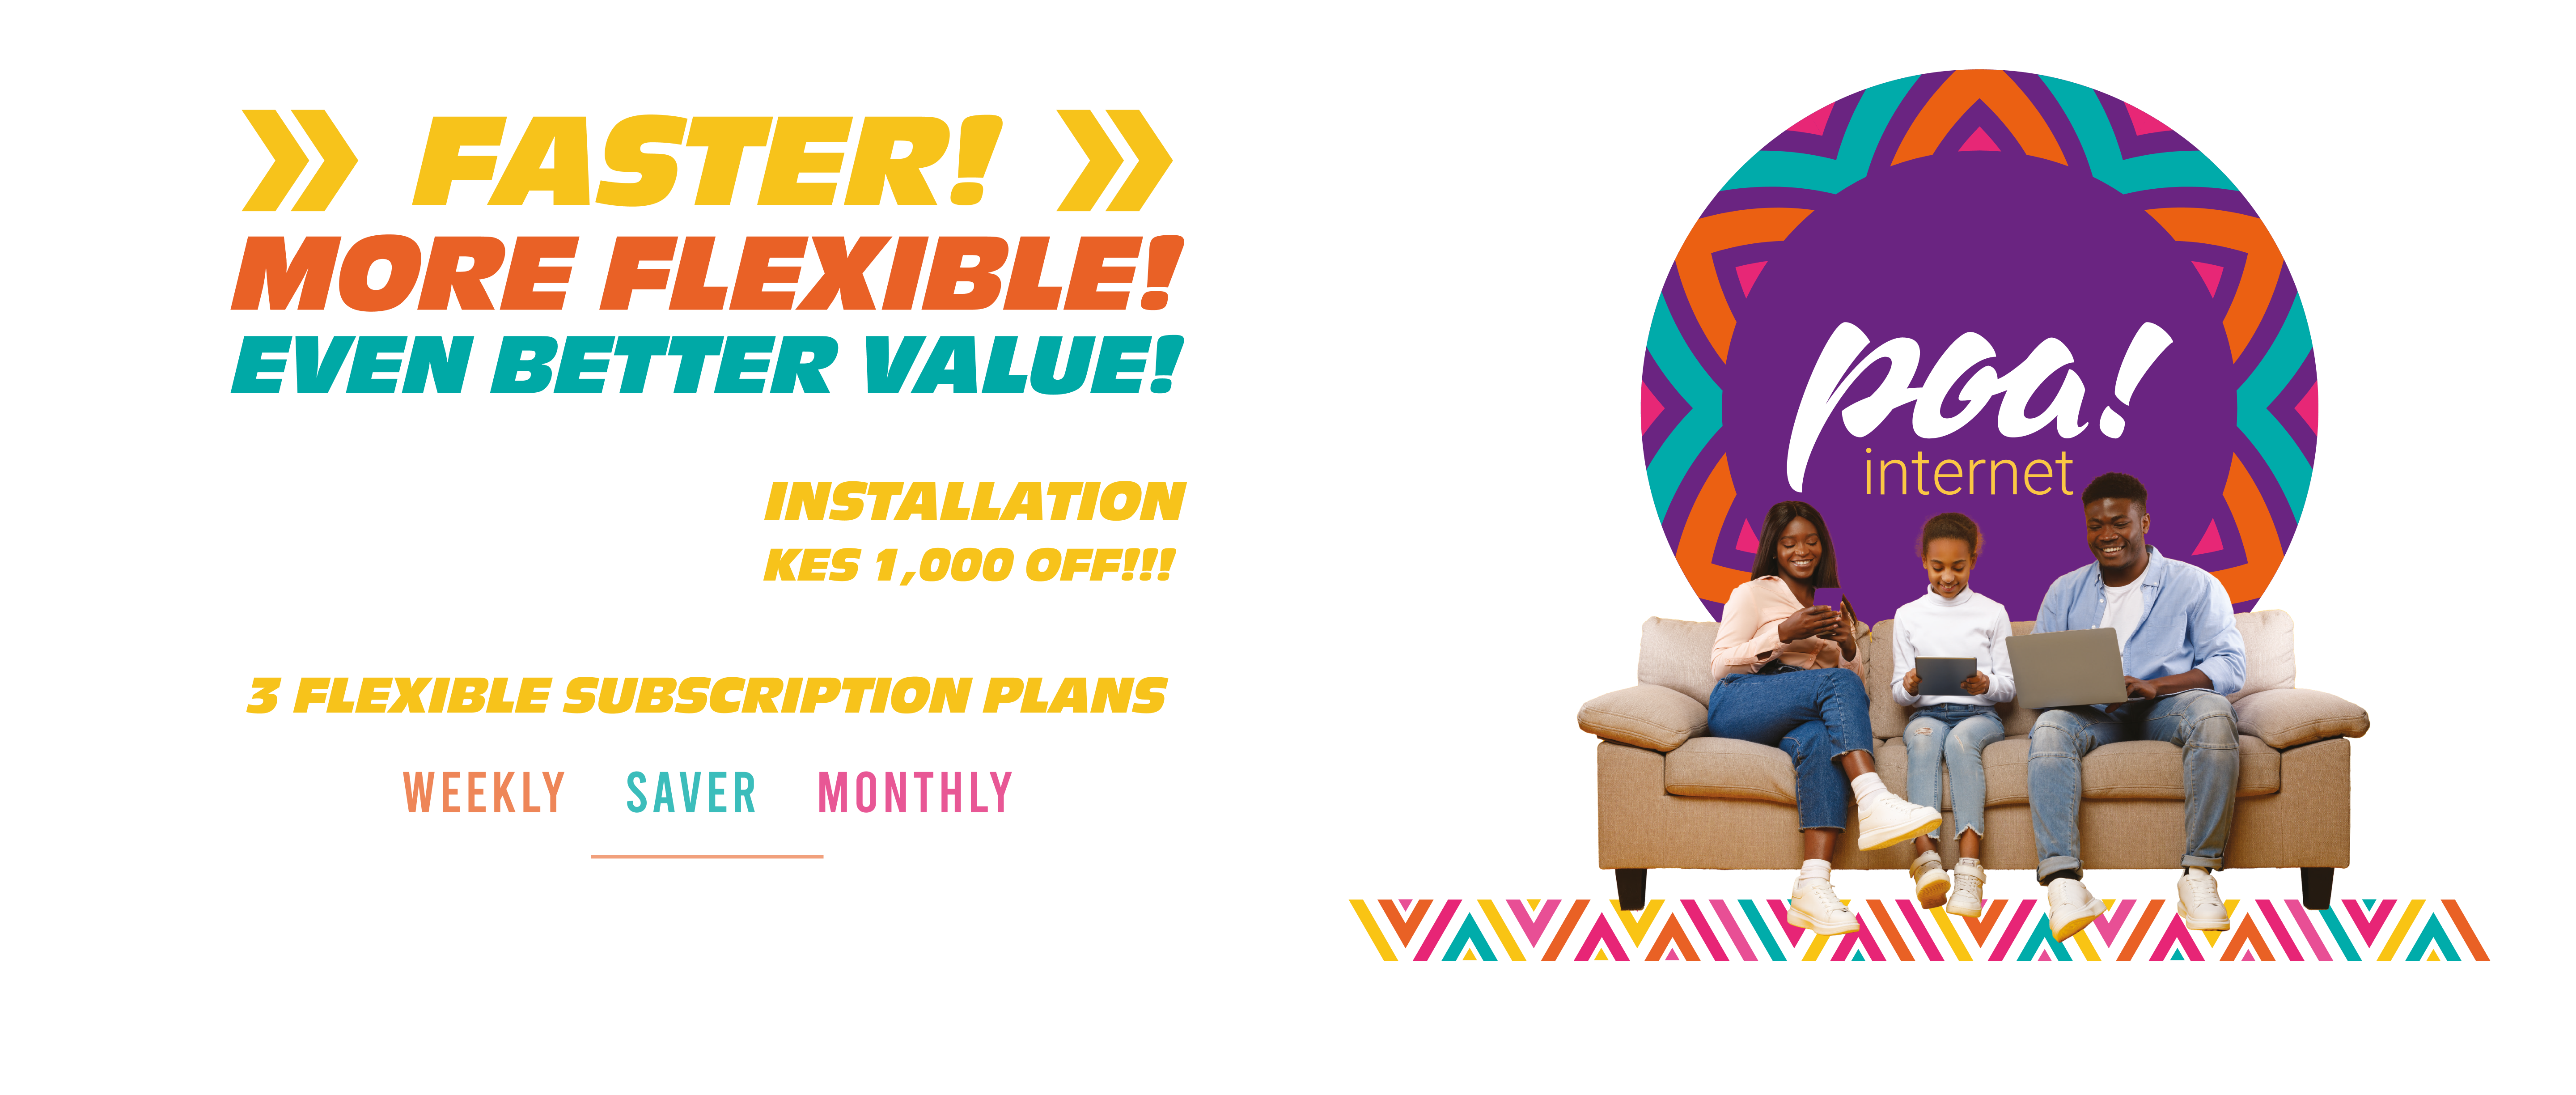 FASTER!
MORE FLEXIBLE!
EVEN BETTER VALUE!
INSTALLATION
KES 1,000 OFF!!!
3 FLEXIBLE SUBSCRIPTION PLANS
WEEKLY SAVER MONTHLY
poa!
internet